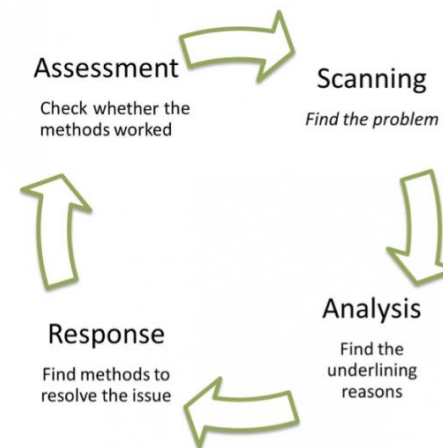 Assessment
Check whether the
methods worked
Scanning
Find the problem
Analysis
Find the
underlining
reasons
Response
Find methods to
resolve the issue